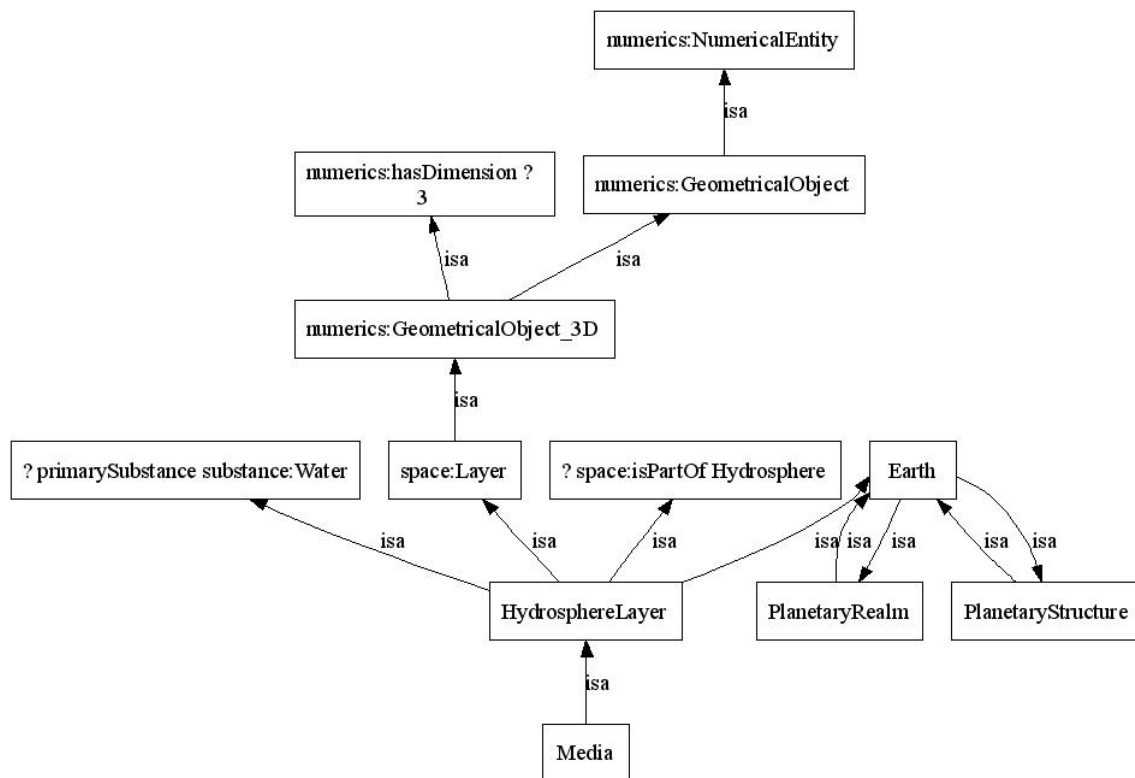 numerics:NumericalEntity
isa
numerics:hasDimension ?
3
numerics:GeometricalObject
isa
isa
numerics:GeometricalObject_3D
isa
? primarySubstance substance:Water
space:Layer
? space:isPartOf Hydrosphere
Earth
isa
isa
isa
isa
isa
isa
isa
isa
HydrosphereLayer
PlanetaryRealm
PlanetaryStructure
isa
Media